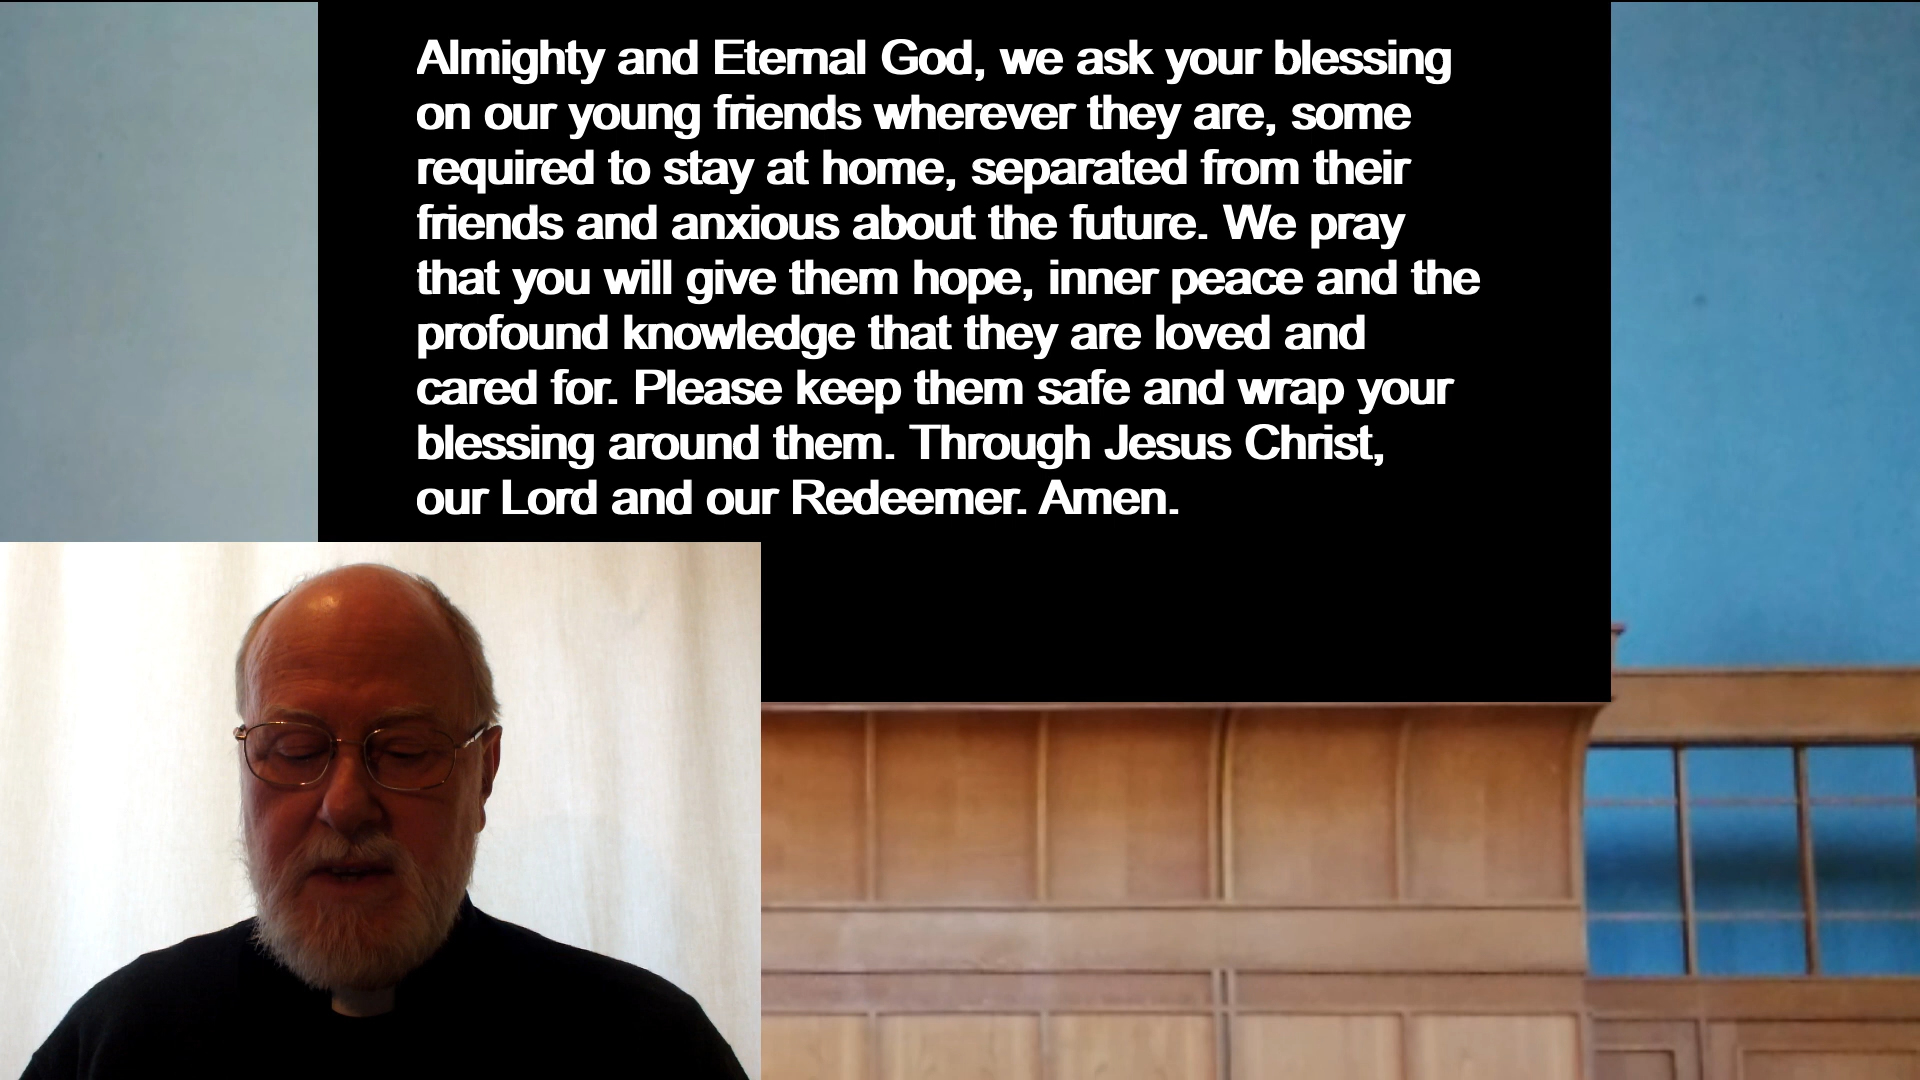 Almighty and Eternal God, we ask your blessing
on our young friends wherever they are, some
required to stay at home, separated from their
friends and anxious about the future. We pray
that you will give them hope, inner peace and the
profound knowledge that they are loved and
cared for. Please keep them safe and wrap your
blessing around them. Through Jesus Christ,
our Lord and our Redeemer. Amen.